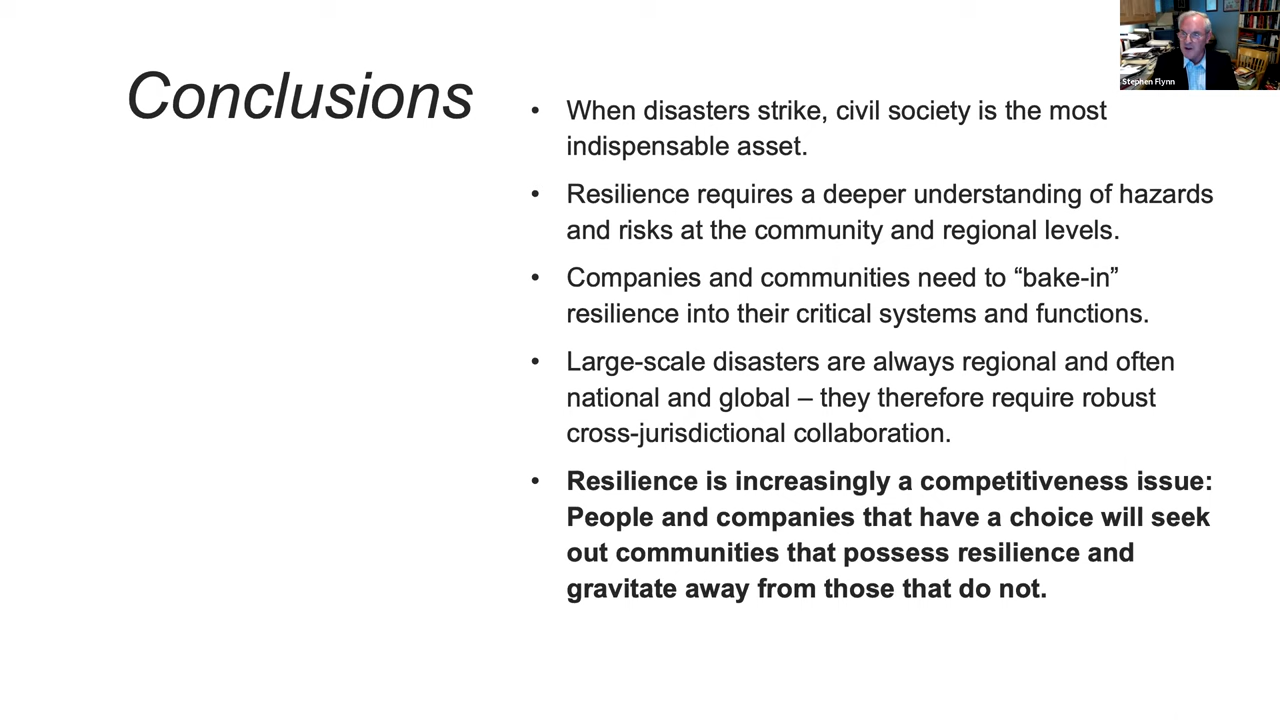 Conclusions
• When disasters strike, civil society is the most
indispensable asset.
• Resilience requires a deeper understanding of hazards
and risks at the community and regional levels.
• Companies and communities need to “bake-in”
resilience into their critical systems and functions.
• Large-scale disasters are always regional and often
national and global – they therefore require robust
cross-jurisdictional collaboration.
• Resilience is increasingly a competitiveness issue:
People and companies that have a choice will seek
out communities that possess resilience and
gravitate away from those that do not.
Stephen Flynn